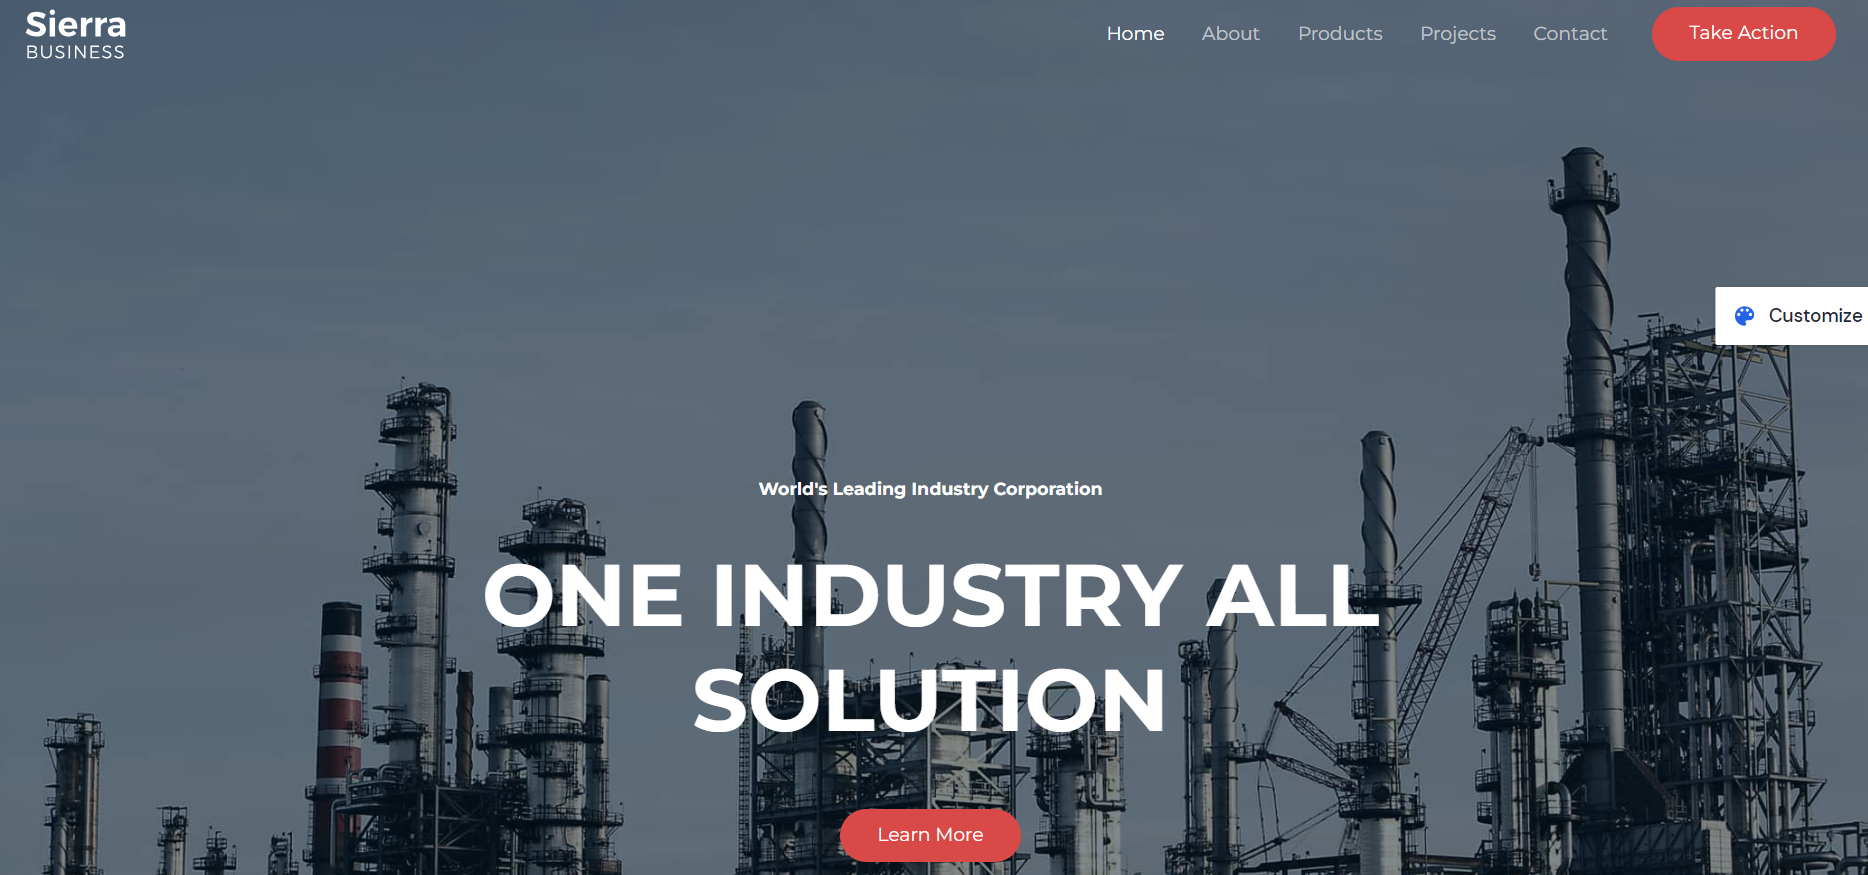 Sierra
BUSINESS
Home About Products Projects Contact Take Action
Customize
World's Leading Industry Corporation
ONE INDUSTRY ALL
SOLUTION
Learn More